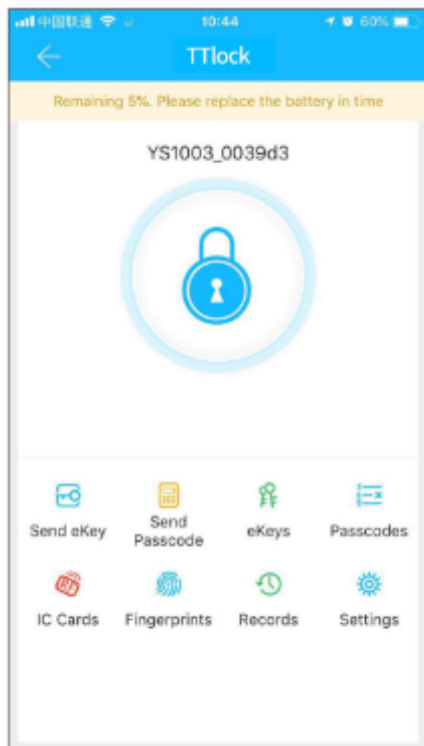 中国联通 10:44 60%
TTlock
Remaining 5%. Please replace the battery in time
YS1003_0039d3
Send eKey
Send
Passcode
eKeys
Passcodes
IC Cards
Fingerprints
Records
Settings